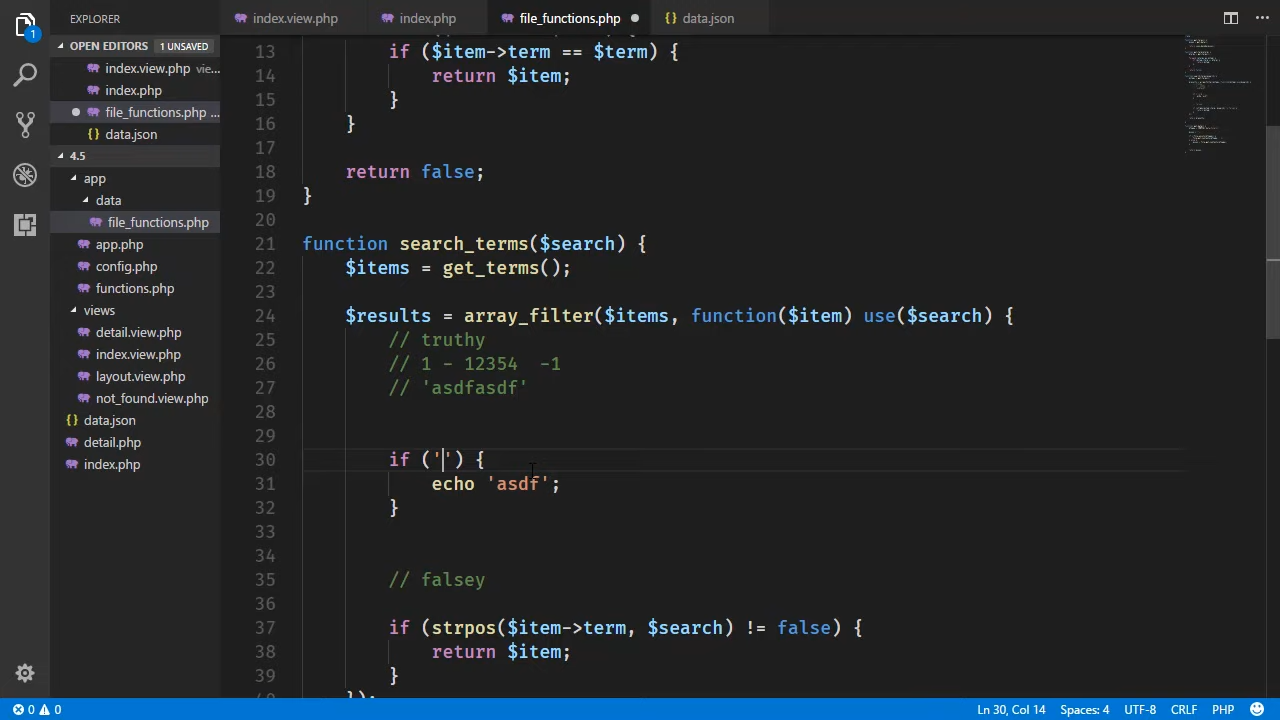 EXPLORER
index.view.php
index.php
file_functions.php
data.json
OPEN EDITORS 1 UNSAVED
index.view.php vie...
index.php
file_functions.php ...
data.json
4.5
app
data
file_functions.php
app.php
config.php
functions.php
views
detail.view.php
index.view.php
layout.view.php
not_found.view.php
data.json
detail.php
index.php
1
13 if ($item->term == $term) {
14 return $item;
15 }
16 }
17
18 return false;
19 }
20
21 function search_terms($search) {
22 $items = get_terms();
23
24 $results = array_filter($items, function($item) use($search) {
25 // truthy
26 // 1 - 12354  -1
27 // 'asdfasdf'
28
29
30 if ('') {
31 echo 'asdf';
32 }
33
34
35 // falsey
36
37 if (strpos($item->term, $search) != false) {
38 return $item;
39 }
40 });
0 0
Ln 30, Col 14
Spaces: 4
UTF-8
CRLF
PHP